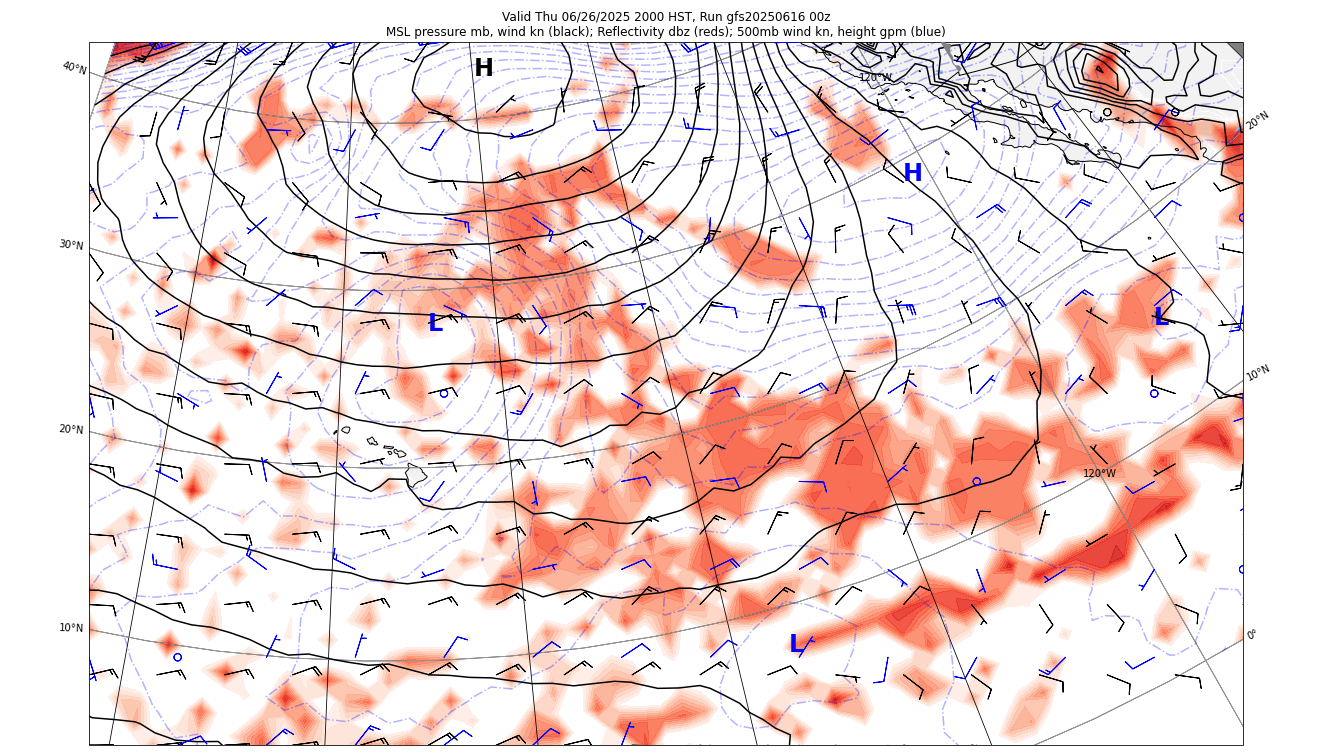 Valid Thu 06/26/2025 2000 HST, Run gfs20250616 00z
MSL pressure mb, wind kn (black); Reflectivity dbz (reds); 500mb wind kn, height gpm (blue)
40°N
H
120°W
20°N
H
30°N
L
L
10°N
20°N
120°W
10°N
L
0°